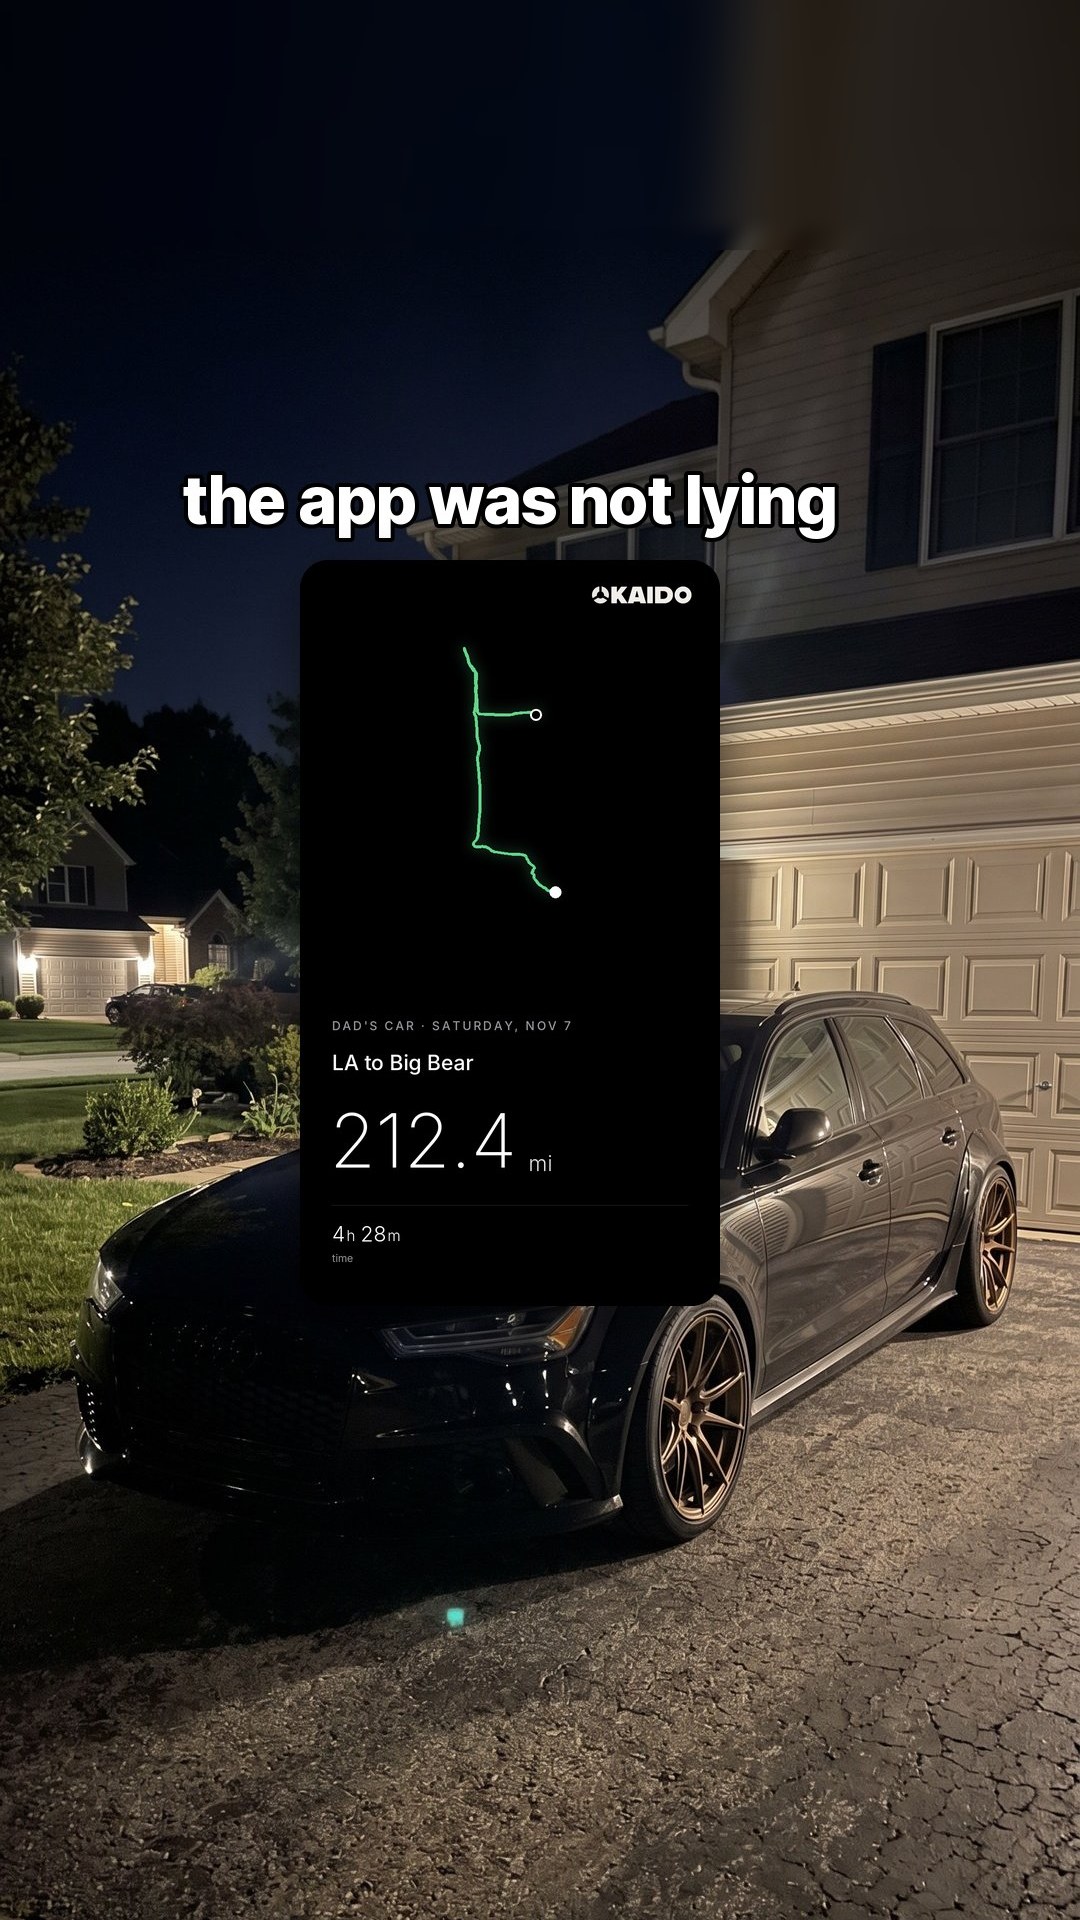 the app was not lying
KAIDO
DAD'S CAR · SATURDAY, NOV 7
LA to Big Bear
212.4 mi
4h 28m
time